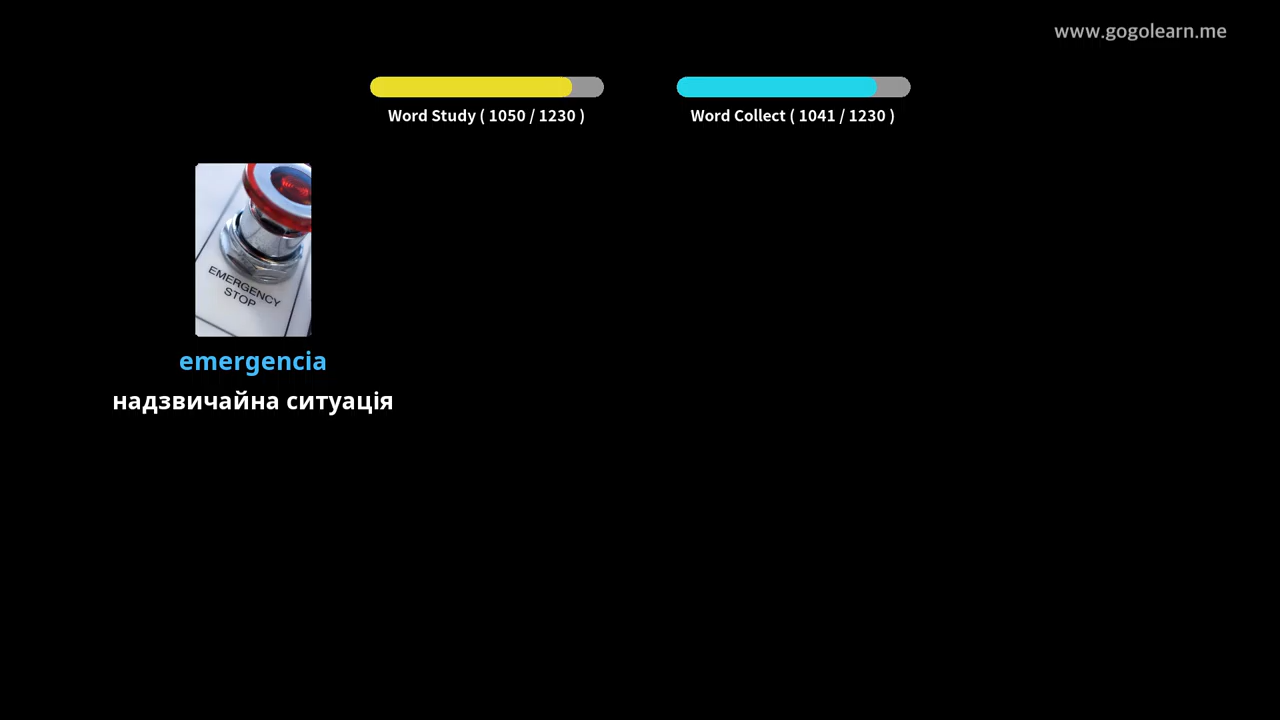 www.gogolearn.me
Word Study ( 1050 / 1230 )
Word Collect ( 1041 / 1230 )
EMERGENCY
STOP
emergencia
надзвичайна ситуація